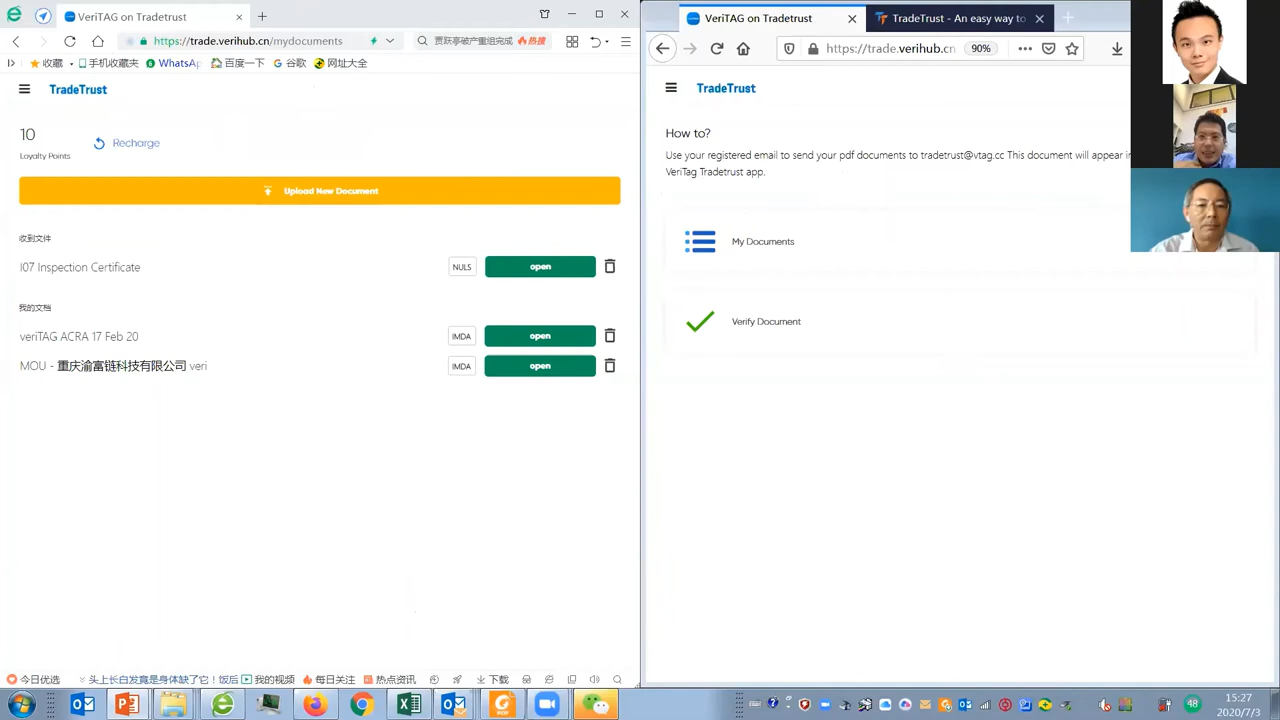 VeriTAG on Tradetrust
https://trade.verihub.cn/mydocuments
贾跃亭破产重组完成 热搜
收藏 手机收藏夹 WhatsAp 百度一下 谷歌 网址大全
TradeTrust
10
Loyalty Points
Recharge
Upload New Document
收到文件
I07 Inspection Certificate NULS open
我的文档
veriTAG ACRA 17 Feb 20 IMDA open
MOU - 重庆渝富链科技有限公司 veri IMDA open
今日优选 头上长白发竟是身体缺了它！饭后 我的视频 每日关注 热点资讯 下载
VeriTAG on Tradetrust
TradeTrust - An easy way to
https://trade.verihub.cn 90%
TradeTrust
How to?
Use your registered email to send your pdf documents to tradetrust@vtag.cc This document will appear in
VeriTag Tradetrust app.
My Documents
Verify Document
48
15:27
2020/7/3